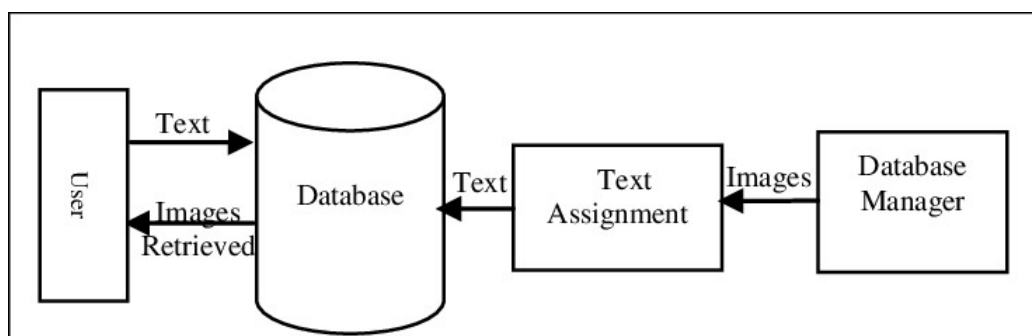 User
Text
Images
Retrieved
Database
Text
Text
Assignment
Images
Database
Manager